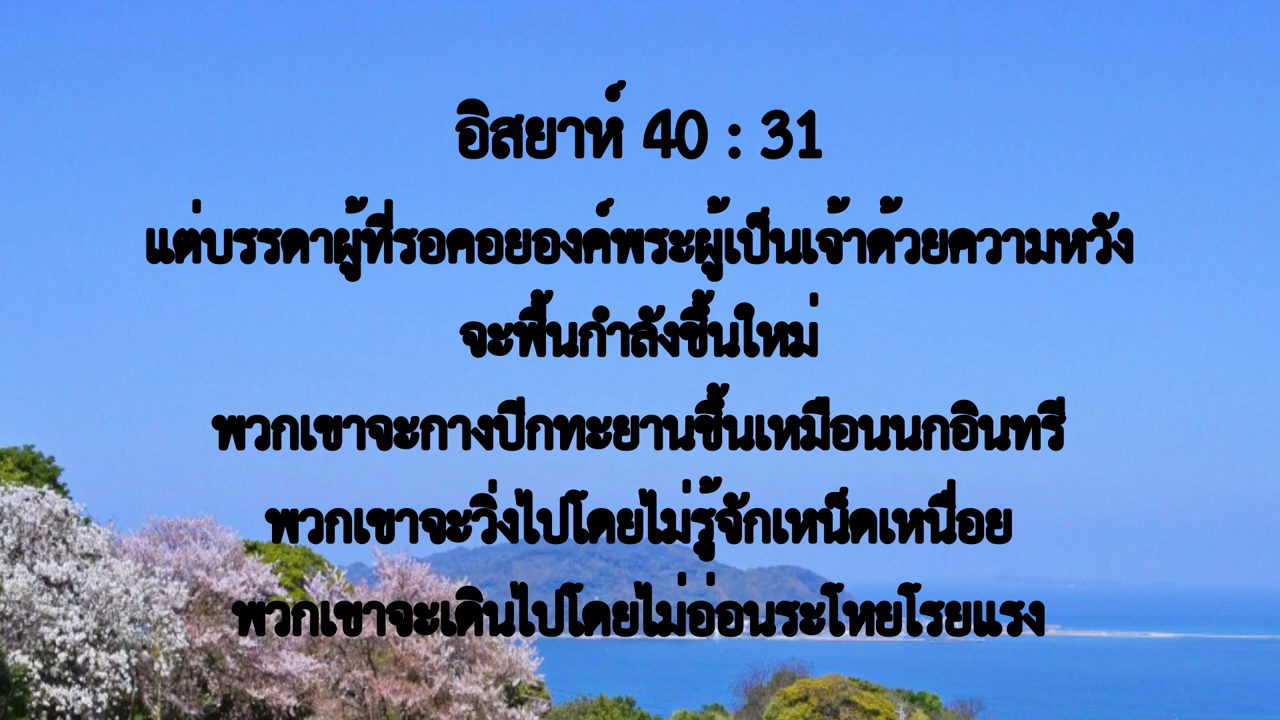 อิสยาห์ 40 : 31
แต่บรรดาผู้ที่รอคอยองค์พระผู้เป็นเจ้าด้วยความหวัง
จะฟื้นกำลังขึ้นใหม่
พวกเขาจะกางปีกทะยานขึ้นเหมือนนกอินทรี
พวกเขาจะวิ่งไปโดยไม่รู้จักเหน็ดเหนื่อย
พวกเขาจะเดินไปโดยไม่อ่อนระโหยโรยแรง